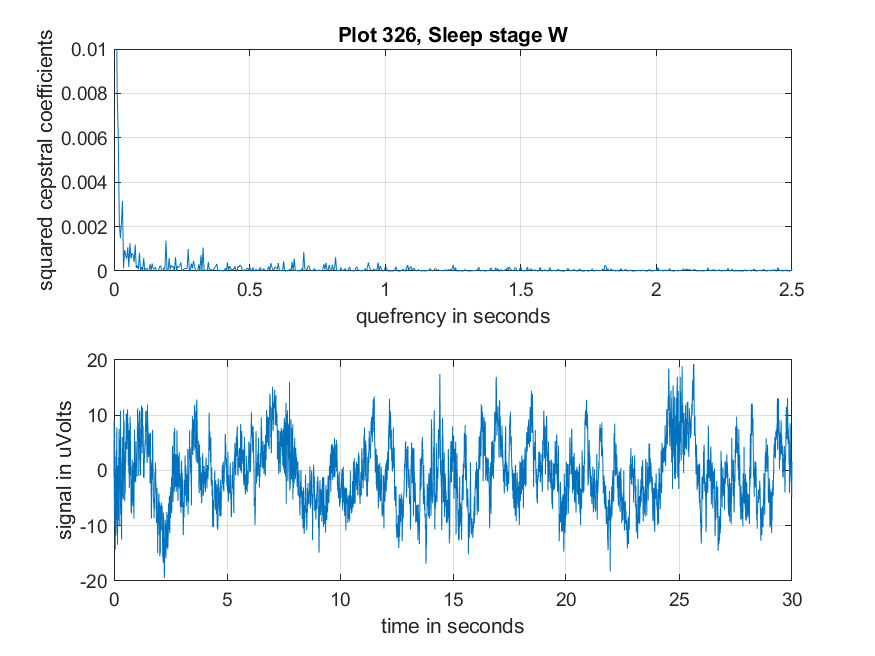 Plot 326, Sleep stage W
squared cepstral coefficients
0.01
0.008
0.006
0.004
0.002
0
0 0.5 1 1.5 2 2.5
quefrency in seconds
signal in uVolts
20
10
0
-10
-20
0 5 10 15 20 25 30
time in seconds